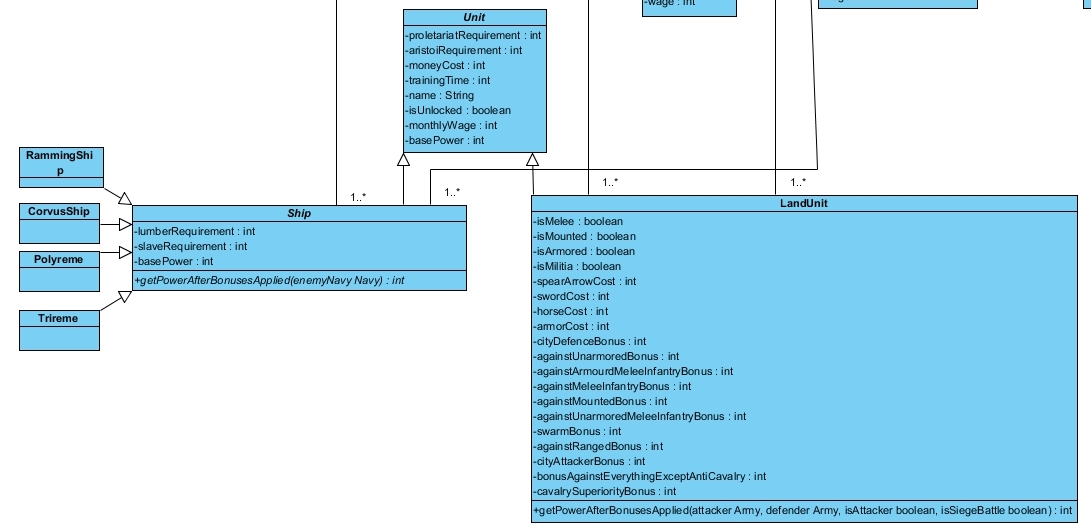 -wage : int
Unit
-proletariatRequirement : int
-aristoiRequirement : int
-moneyCost : int
-trainingTime : int
-name : String
-isUnlocked : boolean
-monthlyWage : int
-basePower : int
RammingShi
p
CorvusShip
Polyreme
Trireme
1..*
1..*
1..*
1..*
Ship
-lumberRequirement : int
-slaveRequirement : int
-basePower : int
+getPowerAfterBonusesApplied(enemyNavy Navy) : int
LandUnit
-isMelee : boolean
-isMounted : boolean
-isArmored : boolean
-isMilitia : boolean
-spearArrowCost : int
-swordCost : int
-horseCost : int
-armorCost : int
-cityDefenceBonus : int
-againstUnarmoredBonus : int
-againstArmourdMeleeInfantryBonus : int
-againstMeleeInfantryBonus : int
-againstMountedBonus : int
-againstUnarmoredMeleeInfantryBonus : int
-swarmBonus : int
-againstRangedBonus : int
-cityAttackerBonus : int
-bonusAgainstEverythingExceptAntiCavalry : int
-cavalrySuperiorityBonus : int
+getPowerAfterBonusesApplied(attacker Army, defender Army, isAttacker boolean, isSiegeBattle boolean) : int